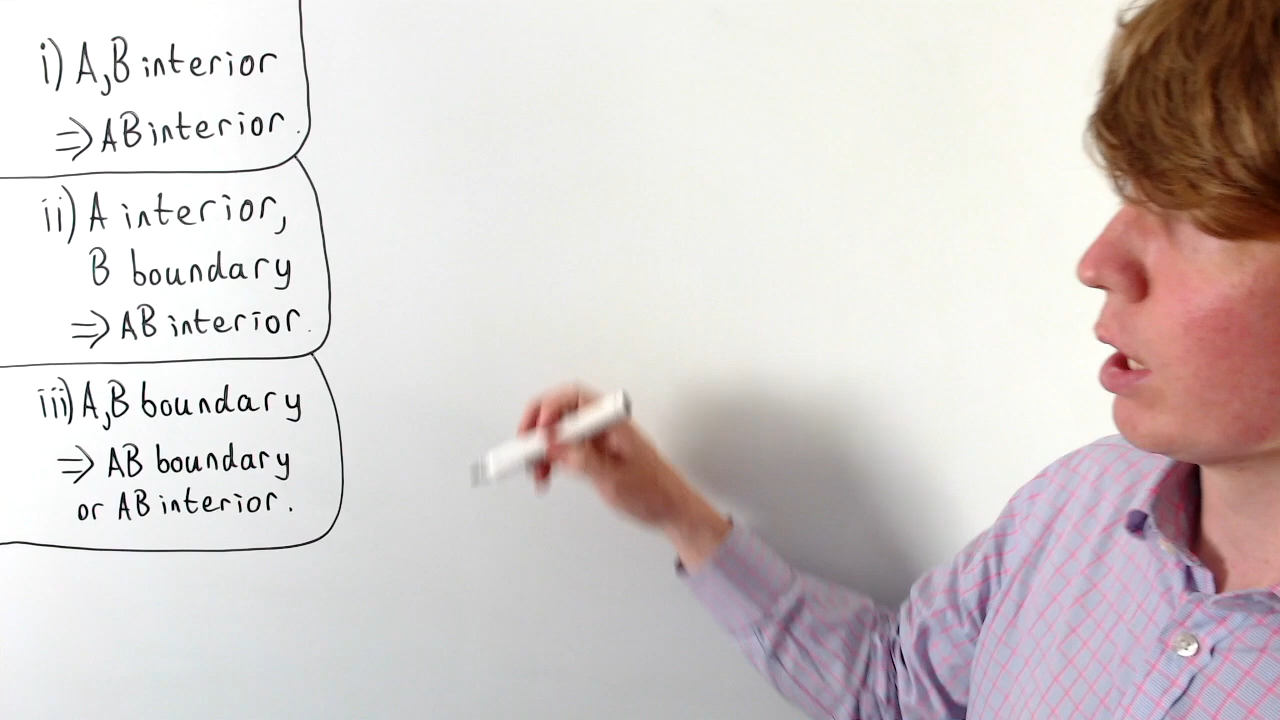 i) A,B interior
⇒ AB interior.
ii) A interior,
B boundary
⇒ AB interior.
iii) A,B boundary
⇒ AB boundary
or AB interior.